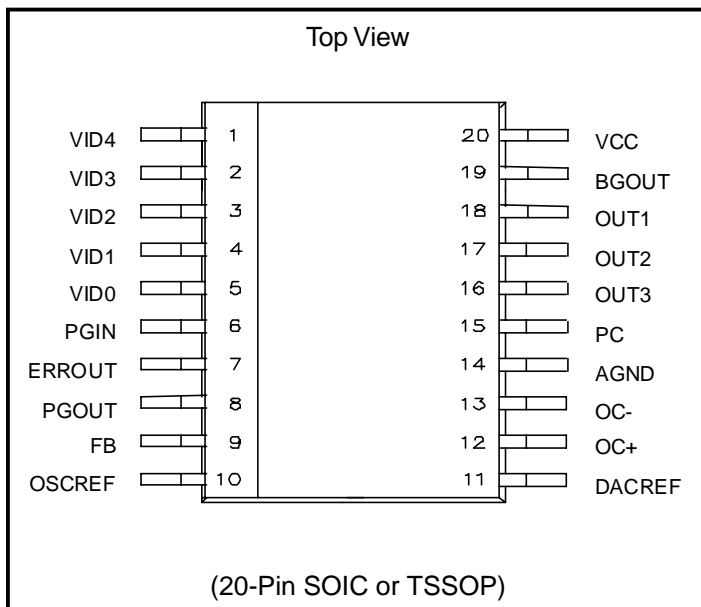 Top View
VID4 1 20 VCC
VID3 2 19 BGOUT
VID2 3 18 OUT1
VID1 4 17 OUT2
VID0 5 16 OUT3
PGIN 6 15 PC
ERROUT 7 14 AGND
PGOUT 8 13 OC-
FB 9 12 OC+
OSCREF 10 11 DACREF
(20-Pin SOIC or TSSOP)